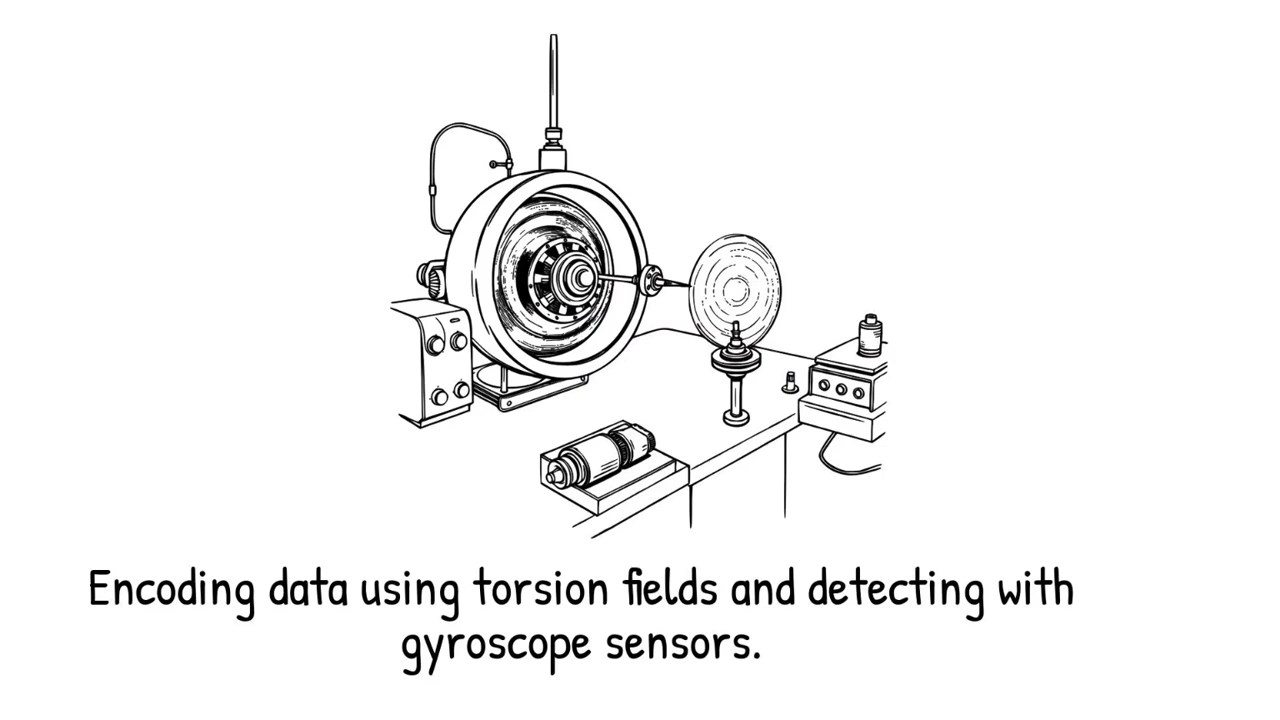 Encoding data using torsion fields and detecting with
gyroscope sensors.